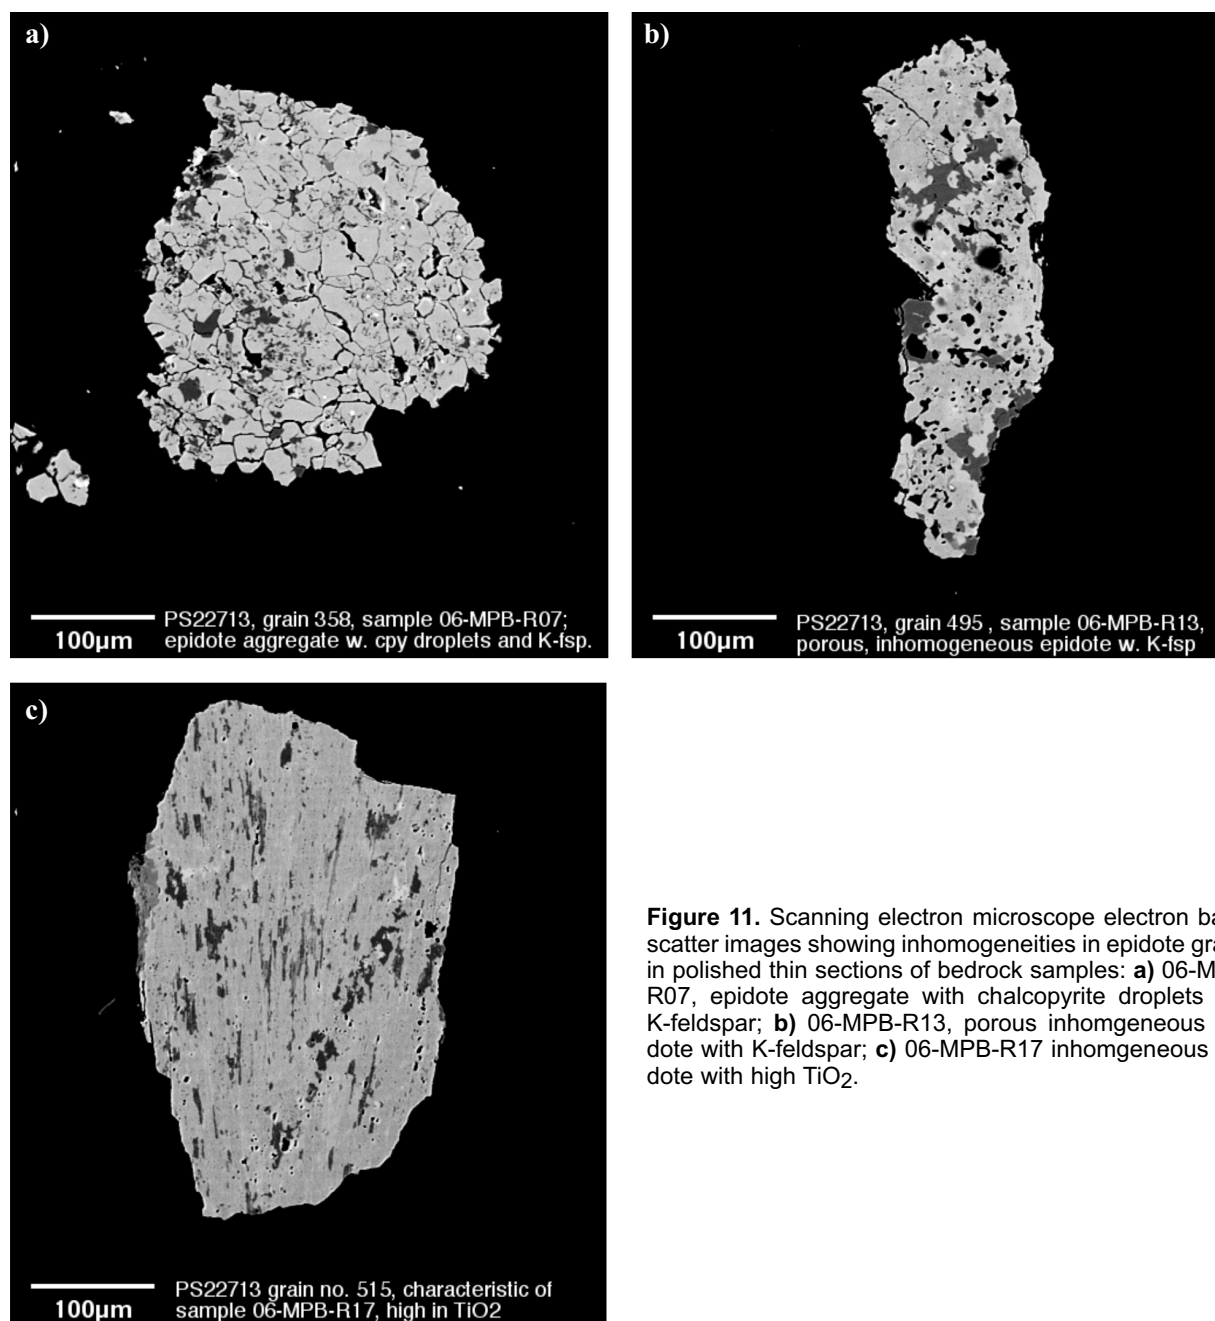 a)
PS22713, grain 358, sample 06-MPB-R07;
epidote aggregate w. cpy droplets and K-fsp.
100µm
b)
PS22713, grain 495 , sample 06-MPB-R13,
porous, inhomogeneous epidote w. K-fsp
100µm
c)
PS22713 grain no. 515, characteristic of
sample 06-MPB-R17, high in TiO2
100µm
Figure 11. Scanning electron microscope electron ba
scatter images showing inhomogeneities in epidote gra
in polished thin sections of bedrock samples: a) 06-M
R07, epidote aggregate with chalcopyrite droplets
K-feldspar; b) 06-MPB-R13, porous inhomgeneous
dote with K-feldspar; c) 06-MPB-R17 inhomgeneous
dote with high TiO2.